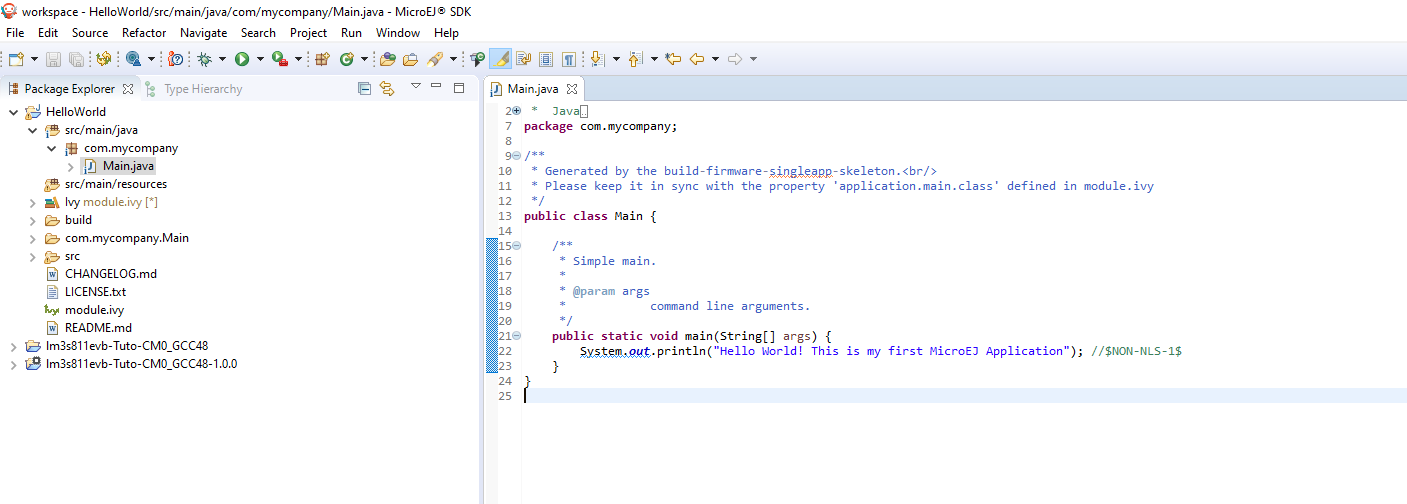 workspace - HelloWorld/src/main/java/com/mycompany/Main.java - MicroEJ® SDK
File Edit Source Refactor Navigate Search Project Run Window Help
Package Explorer Type Hierarchy
HelloWorld
src/main/java
com.mycompany
Main.java
src/main/resources
Ivy module.ivy [*]
build
com.mycompany.Main
src
CHANGELOG.md
LICENSE.txt
module.ivy
README.md
lm3s811evb-Tuto-CM0_GCC48
lm3s811evb-Tuto-CM0_GCC48-1.0.0
Main.java
2 * Java..
7 package com.mycompany;
8
9 /**
10 * Generated by the build-firmware-singleapp-skeleton.<br/>
11 * Please keep it in sync with the property 'application.main.class' defined in module.ivy
12 */
13 public class Main {
14
15 /**
16 * Simple main.
17 *
18 * @param args
19 * command line arguments.
20 */
21 public static void main(String[] args) {
22 System.out.println("Hello World! This is my first MicroEJ Application"); //$NON-NLS-1$
23 }
24 }
25